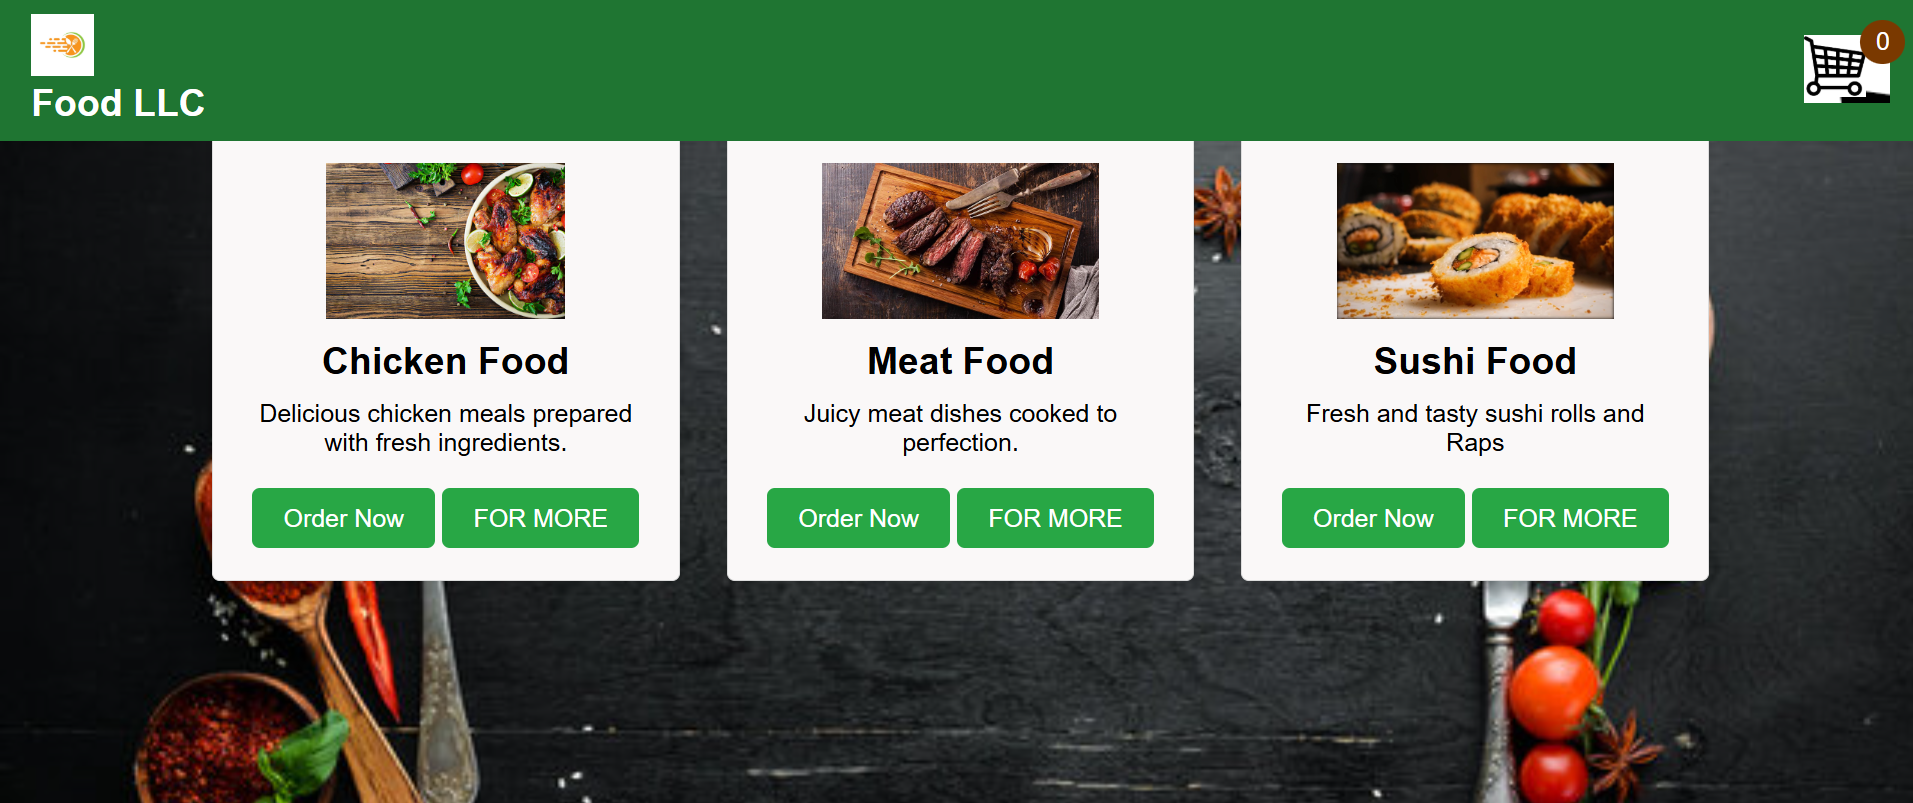 0
Food LLC
Chicken Food
Delicious chicken meals prepared
with fresh ingredients.
Order Now
FOR MORE
Meat Food
Juicy meat dishes cooked to
perfection.
Order Now
FOR MORE
Sushi Food
Fresh and tasty sushi rolls and
Raps
Order Now
FOR MORE